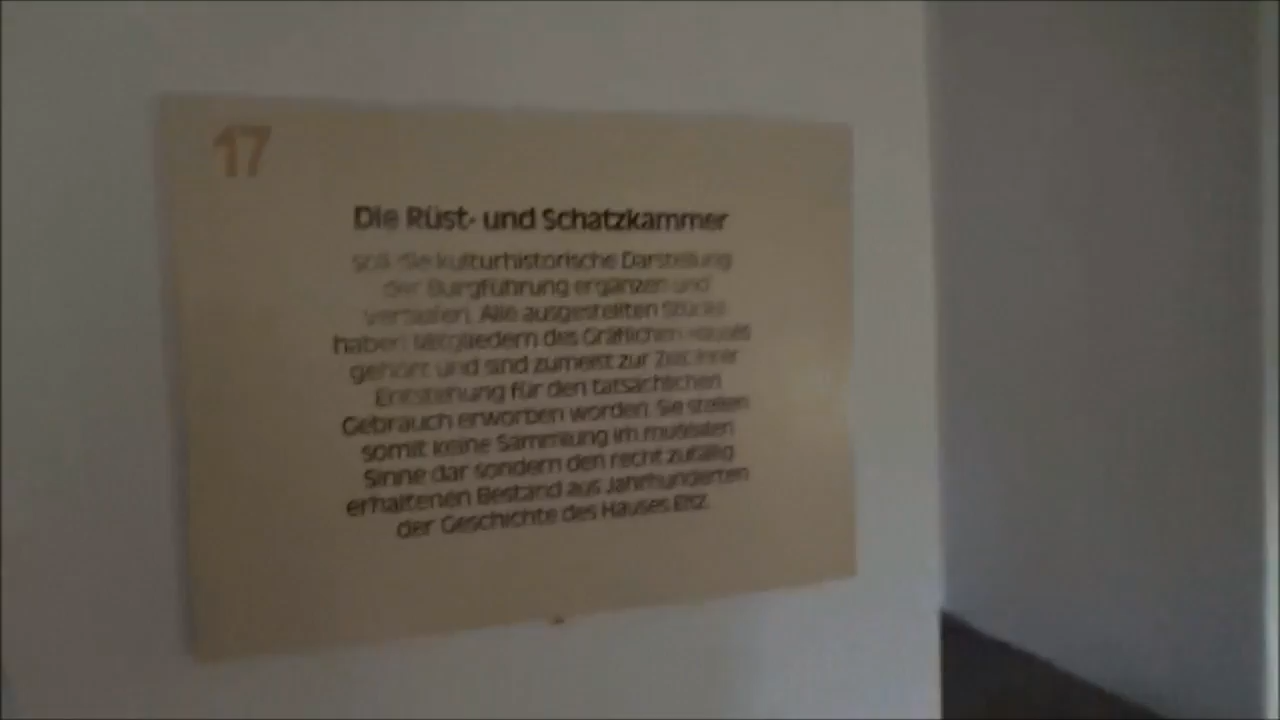 17
Die Rüst- und Schatzkammer
soll die kulturhistorische Darstellung
der Burgführung ergänzen und
vertiefen. Alle ausgestellten Stücke
haben Mitgliedern des Gräflichen Hauses
gehört und sind zumeist zur Zeit ihrer
Entstehung für den tatsächlichen
Gebrauch erworben worden. Sie stellen
somit keine Sammlung im musealen
Sinne dar sondern den recht zufällig
erhaltenen Bestand aus Jahrhunderten
der Geschichte des Hauses Eltz.